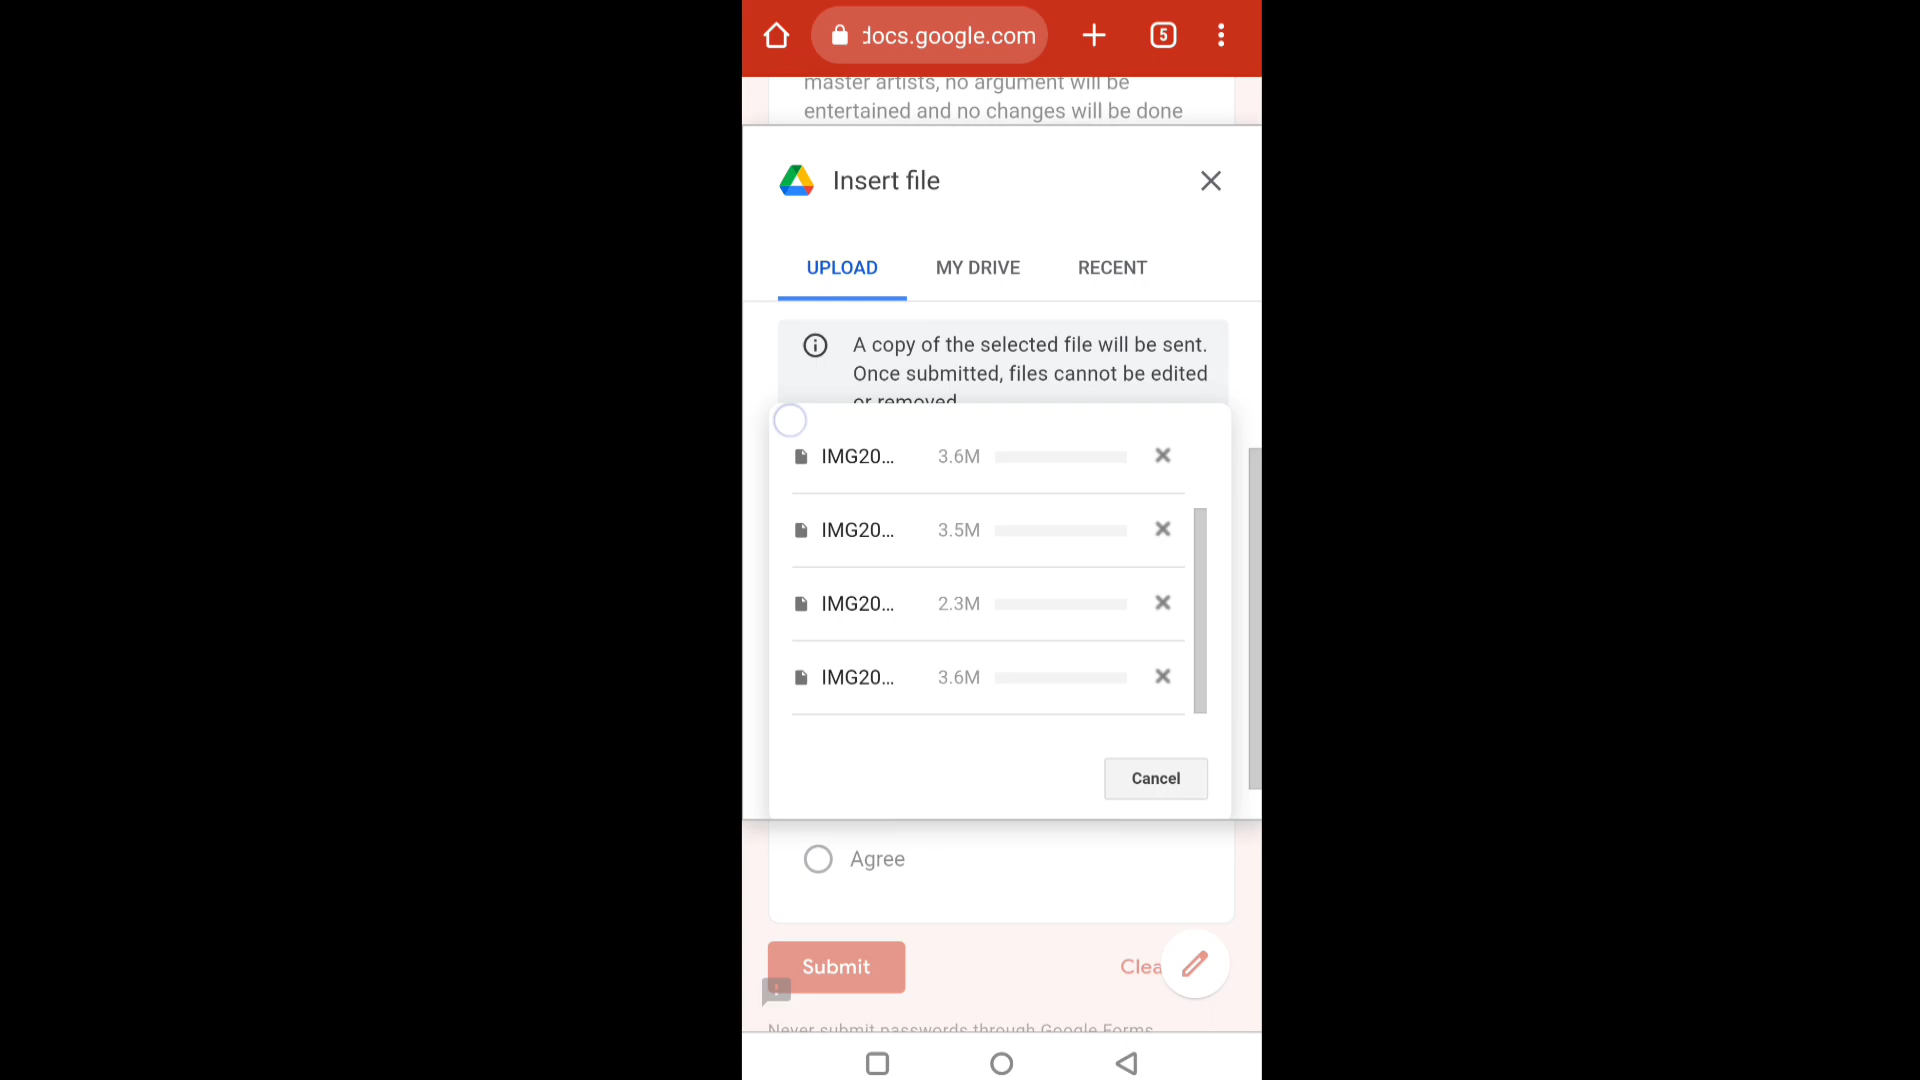 docs.google.com
5
master artists, no argument will be
entertained and no changes will be done
Insert file
UPLOAD MY DRIVE RECENT
A copy of the selected file will be sent.
Once submitted, files cannot be edited
or removed
IMG20... 3.6M
IMG20... 3.5M
IMG20... 2.3M
IMG20... 3.6M
Cancel
Agree
Submit Clea
Never submit passwords through Google Forms